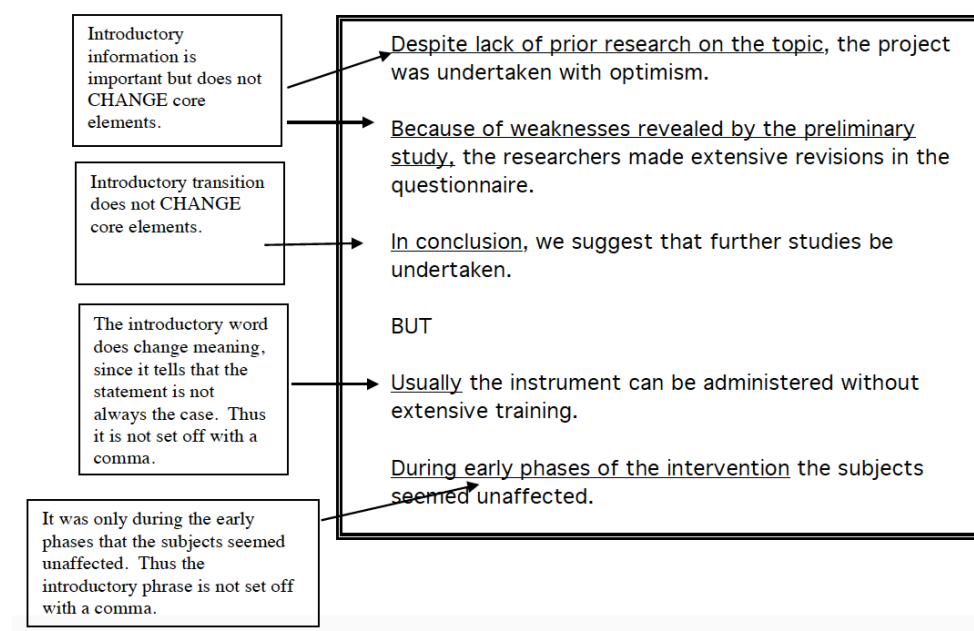 Introductory
information is
important but does not
CHANGE core
elements.
Despite lack of prior research on the topic, the project
was undertaken with optimism.
Because of weaknesses revealed by the preliminary
study, the researchers made extensive revisions in the
questionnaire.
Introductory transition
does not CHANGE
core elements.
In conclusion, we suggest that further studies be
undertaken.
BUT
The introductory word
does change meaning,
since it tells that the
statement is not
always the case.  Thus
it is not set off with a
comma.
Usually the instrument can be administered without
extensive training.
During early phases of the intervention the subjects
seemed unaffected.
It was only during the early
phases that the subjects seemed
unaffected.  Thus the
introductory phrase is not set off
with a comma.